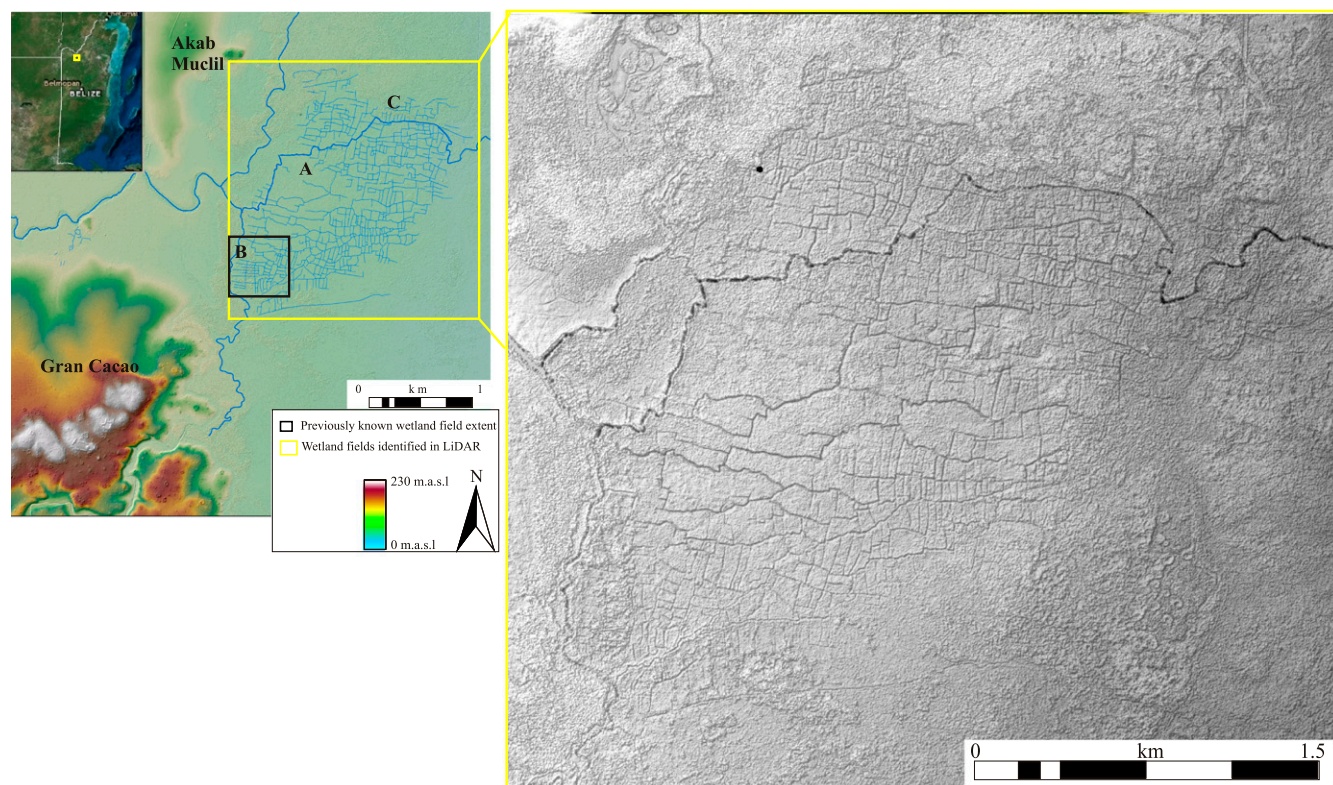 Akab
Muclil
Belmopan
BELIZE
C
A
B
Gran Cacao
0 km 1
Previously known wetland field extent
Wetland fields identified in LiDAR
N
230 m.a.s.l
0 m.a.s.l
0 km 1.5